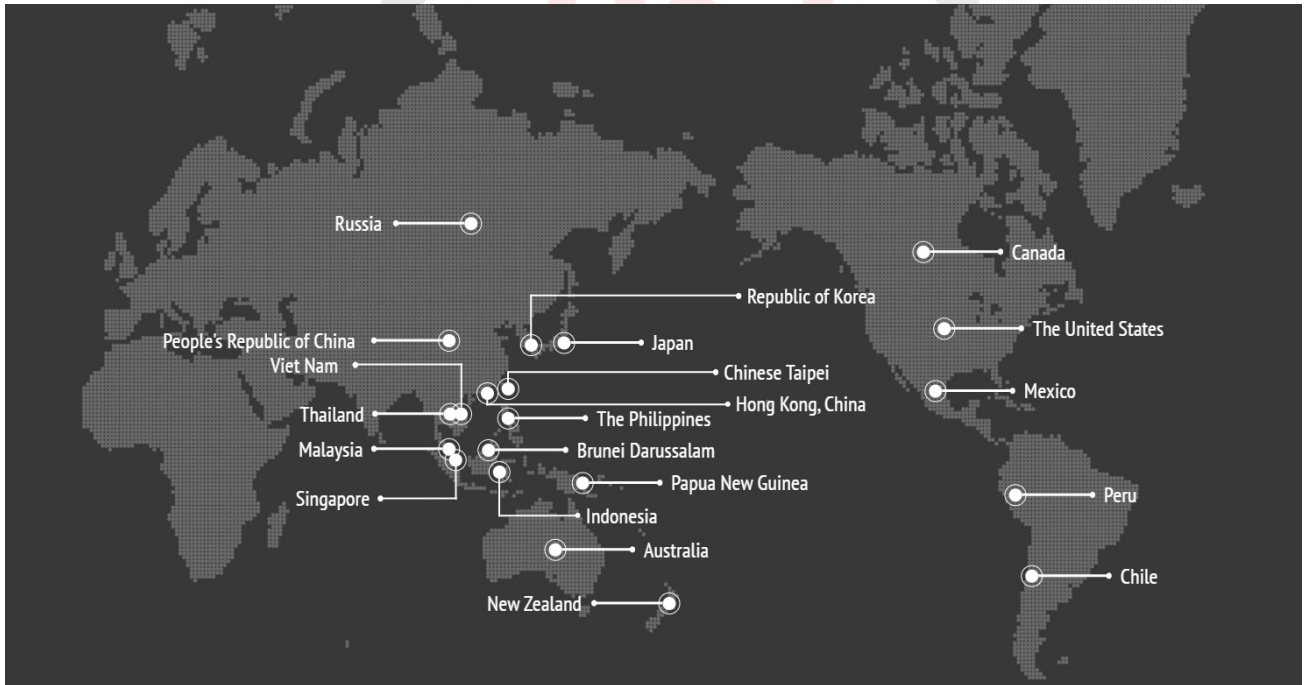 Russia
Canada
Republic of Korea
The United States
People's Republic of China
Japan
Viet Nam
Chinese Taipei
Mexico
Hong Kong, China
Thailand
The Philippines
Malaysia
Brunei Darussalam
Papua New Guinea
Peru
Singapore
Indonesia
Australia
Chile
New Zealand